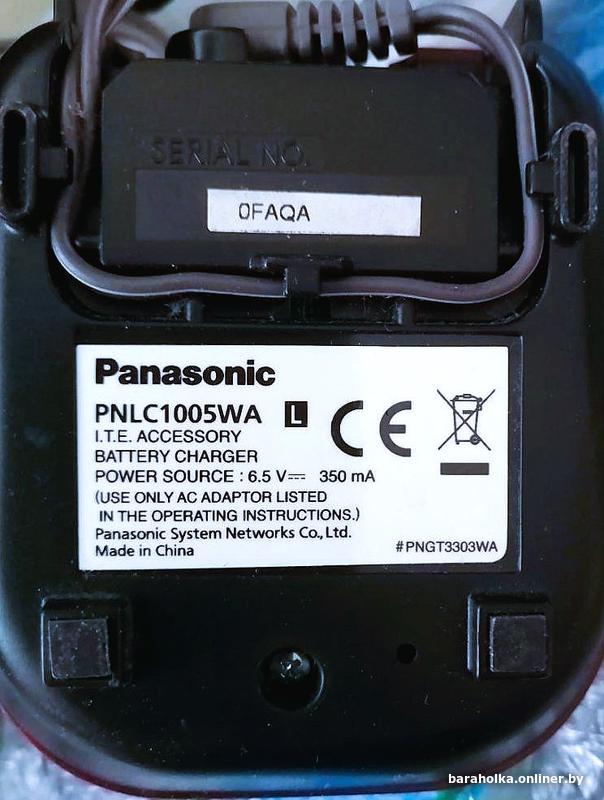 SERIAL NO.
0FAQA
Panasonic
PNLC1005WA L CE
I.T.E. ACCESSORY
BATTERY CHARGER
POWER SOURCE : 6.5 V⎓ 350 mA
(USE ONLY AC ADAPTOR LISTED
IN THE OPERATING INSTRUCTIONS.)
Panasonic System Networks Co., Ltd.
Made in China #PNGT3303WA
baraholka.onliner.by